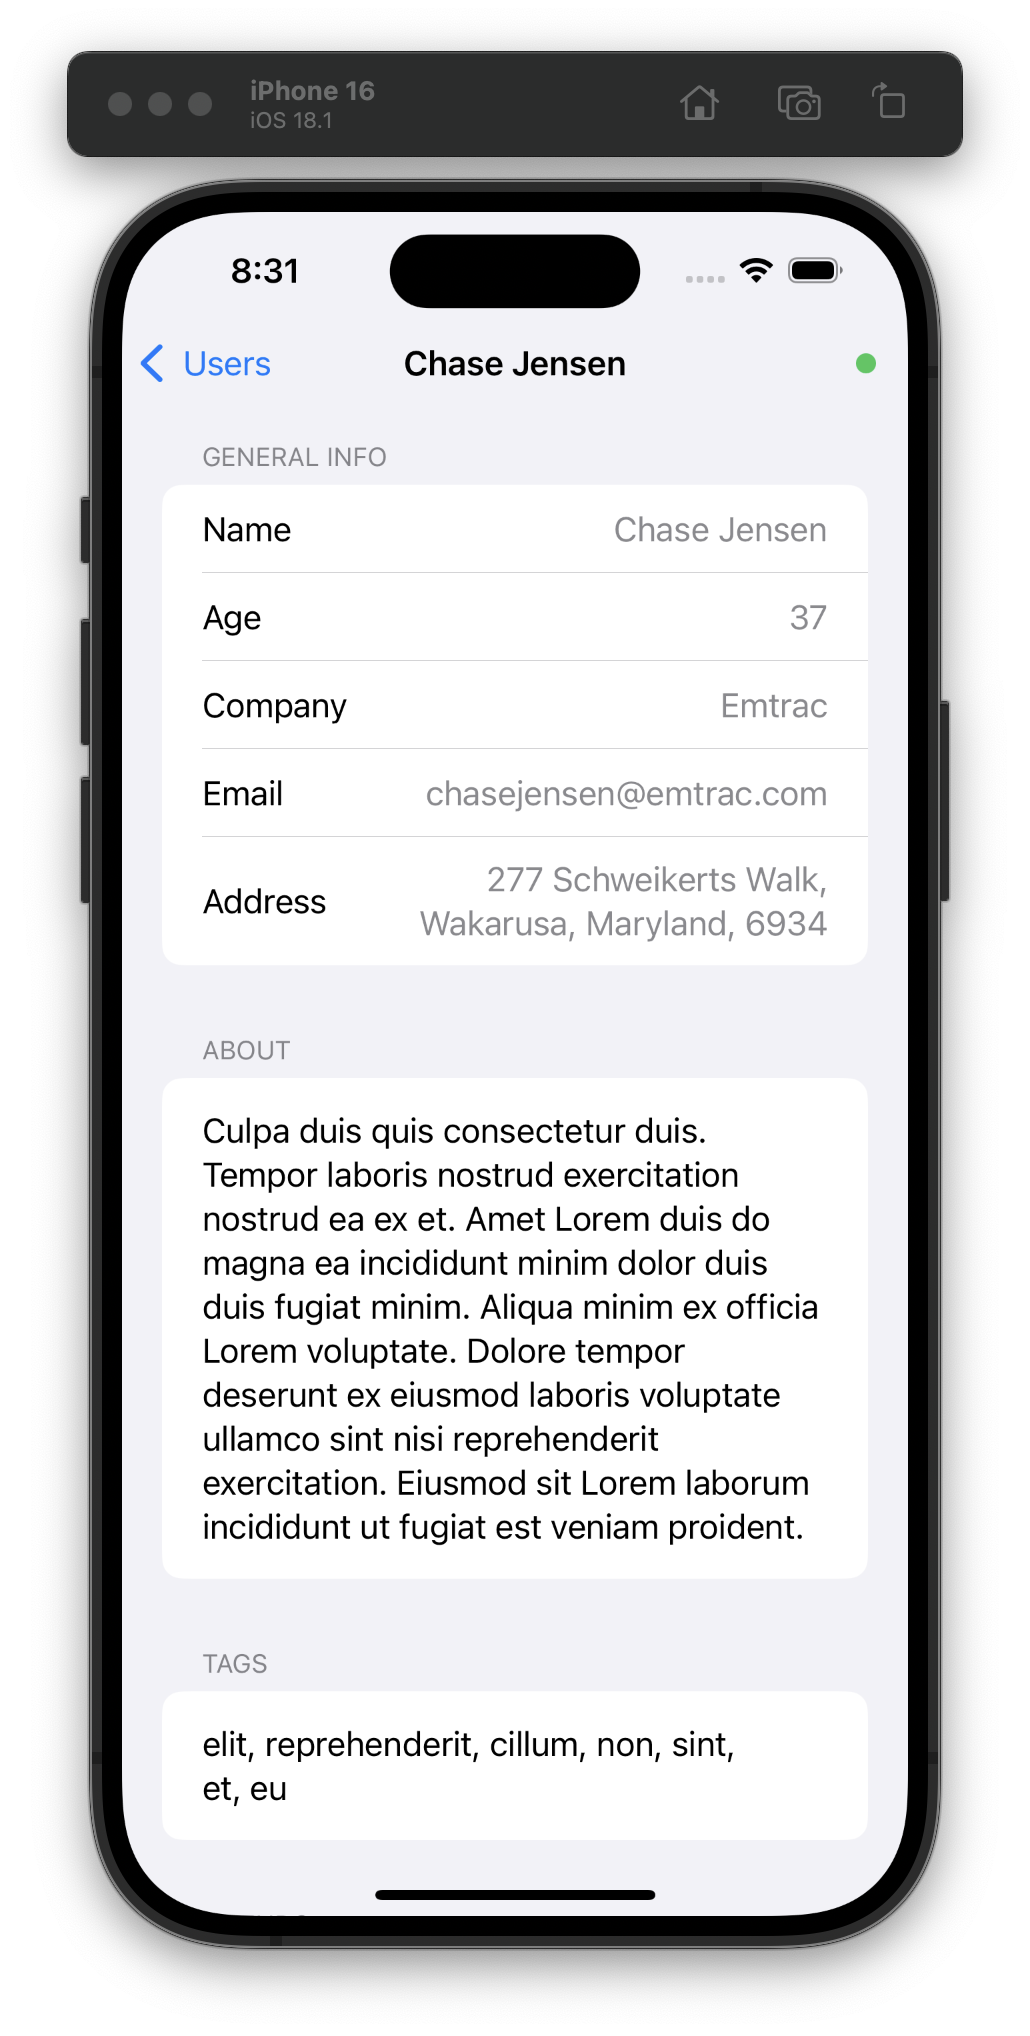 iPhone 16
iOS 18.1
8:31
Users
Chase Jensen
GENERAL INFO
Name
Chase Jensen
Age
37
Company
Emtrac
Email
chasejensen@emtrac.com
Address
277 Schweikerts Walk,
Wakarusa, Maryland, 6934
ABOUT
Culpa duis quis consectetur duis.
Tempor laboris nostrud exercitation
nostrud ea ex et. Amet Lorem duis do
magna ea incididunt minim dolor duis
duis fugiat minim. Aliqua minim ex officia
Lorem voluptate. Dolore tempor
deserunt ex eiusmod laboris voluptate
ullamco sint nisi reprehenderit
exercitation. Eiusmod sit Lorem laborum
incididunt ut fugiat est veniam proident.
TAGS
elit, reprehenderit, cillum, non, sint,
et, eu